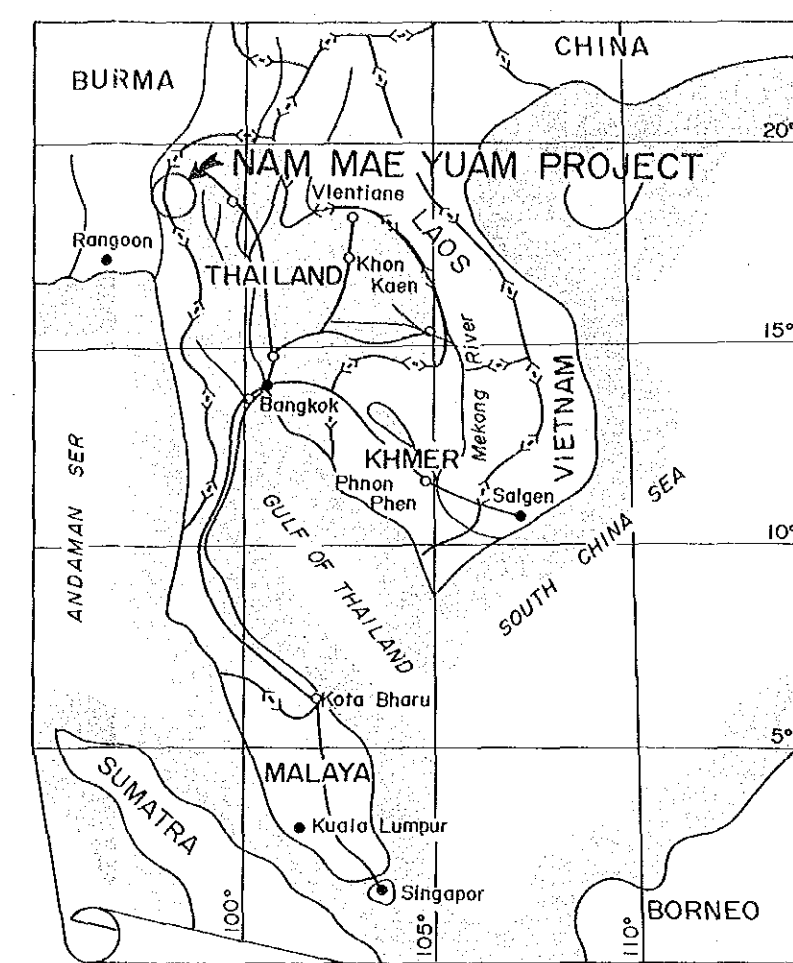 CHINA
BURMA
20°
NAM MAE YUAM PROJECT
Vientiane
LAOS
Rangoon
THAILAND
Khon
Kaen
15°
Mekong River
VIETNAM
Bangkok
KHMER
Phnon
Phen
Saigen
GULF OF THAILAND
SOUTH CHINA SEA
ANDAMAN SER
10°
Kota Bharu
5°
MALAYA
SUMATRA
Kuala Lumpur
Singapor
BORNEO
100°
105°
110°